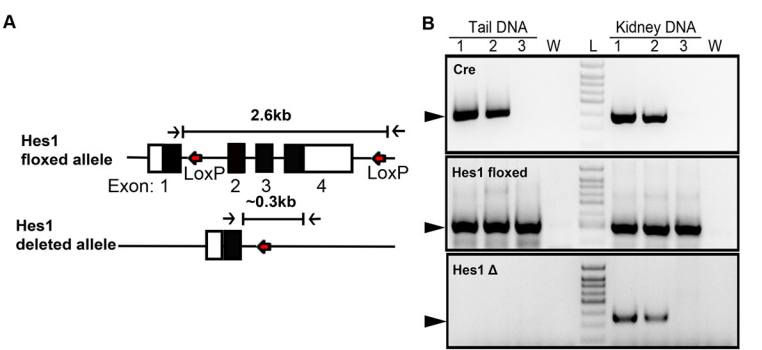 A
2.6kb
Hes1
floxed allele
LoxP
LoxP
Exon: 1 2 3 4
~0.3kb
Hes1
deleted allele
B
Tail DNA Kidney DNA
1 2 3 W L 1 2 3 W
Cre
Hes1 floxed
Hes1 Δ